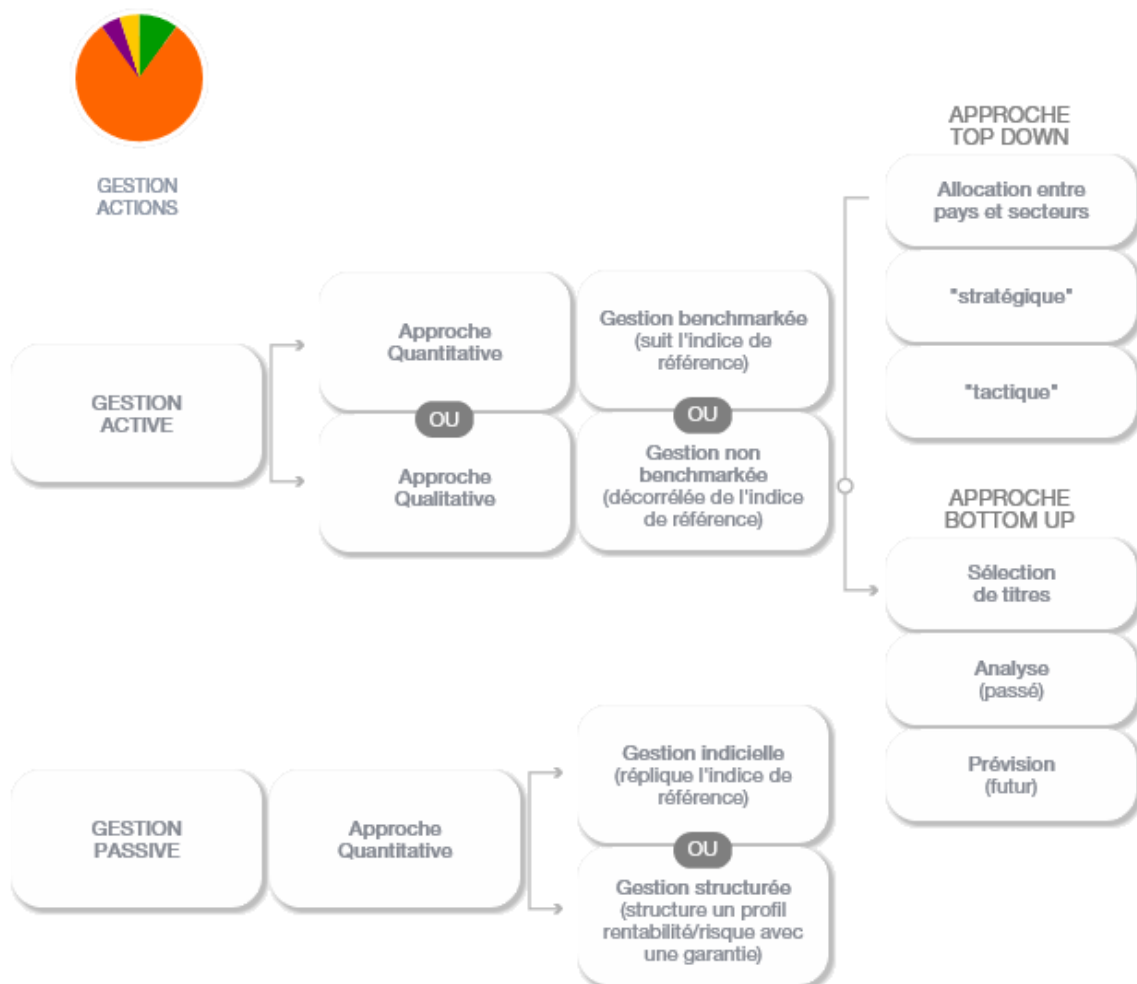 GESTION
ACTIONS
GESTION
ACTIVE
Approche
Quantitative
OU
Approche
Qualitative
Gestion benchmarkée
(suit l'indice de
référence)
OU
Gestion non
benchmarkée
(décorrélée de l'indice
de référence)
APPROCHE
TOP DOWN
Allocation entre
pays et secteurs
"stratégique"
"tactique"
APPROCHE
BOTTOM UP
Sélection
de titres
Analyse
(passé)
Prévision
(futur)
GESTION
PASSIVE
Approche
Quantitative
Gestion indicielle
(réplique l'indice de
référence)
OU
Gestion structurée
(structure un profil
rentabilité/risque avec
une garantie)